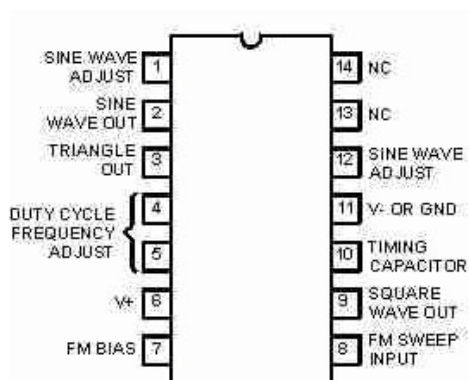 SINE WAVE
ADJUST
1
SINE
WAVE OUT
2
TRIANGLE
OUT
3
DUTY CYCLE
FREQUENCY
ADJUST
4
5
V+
6
FM BIAS
7
14
NC
13
NC
12
SINE WAVE
ADJUST
11
V- OR GND
10
TIMING
CAPACITOR
9
SQUARE
WAVE OUT
8
FM SWEEP
INPUT